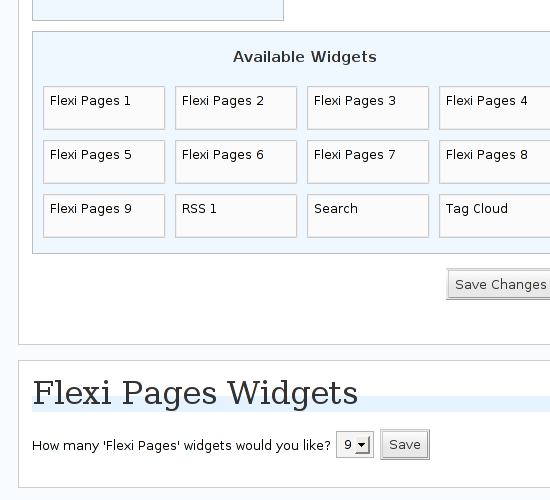 Available Widgets
Flexi Pages 1 Flexi Pages 2 Flexi Pages 3 Flexi Pages 4
Flexi Pages 5 Flexi Pages 6 Flexi Pages 7 Flexi Pages 8
Flexi Pages 9 RSS 1 Search Tag Cloud
Save Changes
Flexi Pages Widgets
How many 'Flexi Pages' widgets would you like? 9 Save